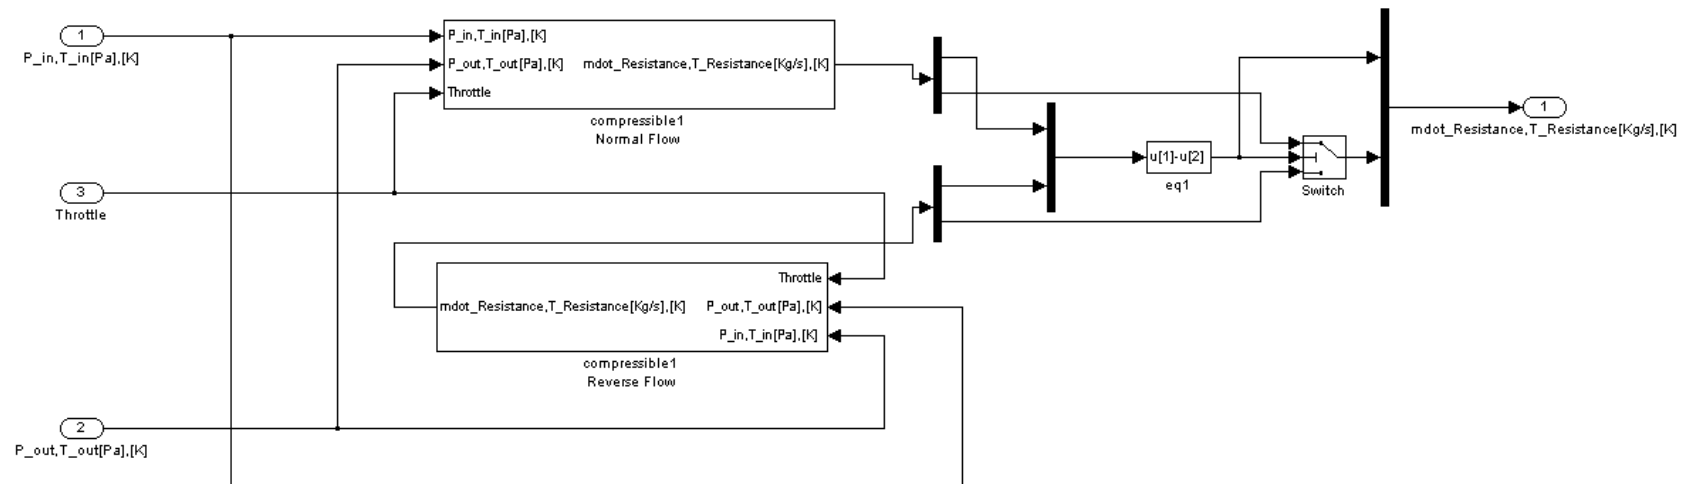 1
P_in,T_in[Pa],[K]
P_in,T_in[Pa],[K]
P_out,T_out[Pa],[K]
mdot_Resistance,T_Resistance[Kg/s],[K]
Throttle
compressible1
Normal Flow
3
Throttle
u[1]-u[2]
eq1
Switch
1
mdot_Resistance,T_Resistance[Kg/s],[K]
Throttle
mdot_Resistance,T_Resistance[Kg/s],[K]
P_out,T_out[Pa],[K]
P_in,T_in[Pa],[K]
compressible1
Reverse Flow
2
P_out,T_out[Pa],[K]